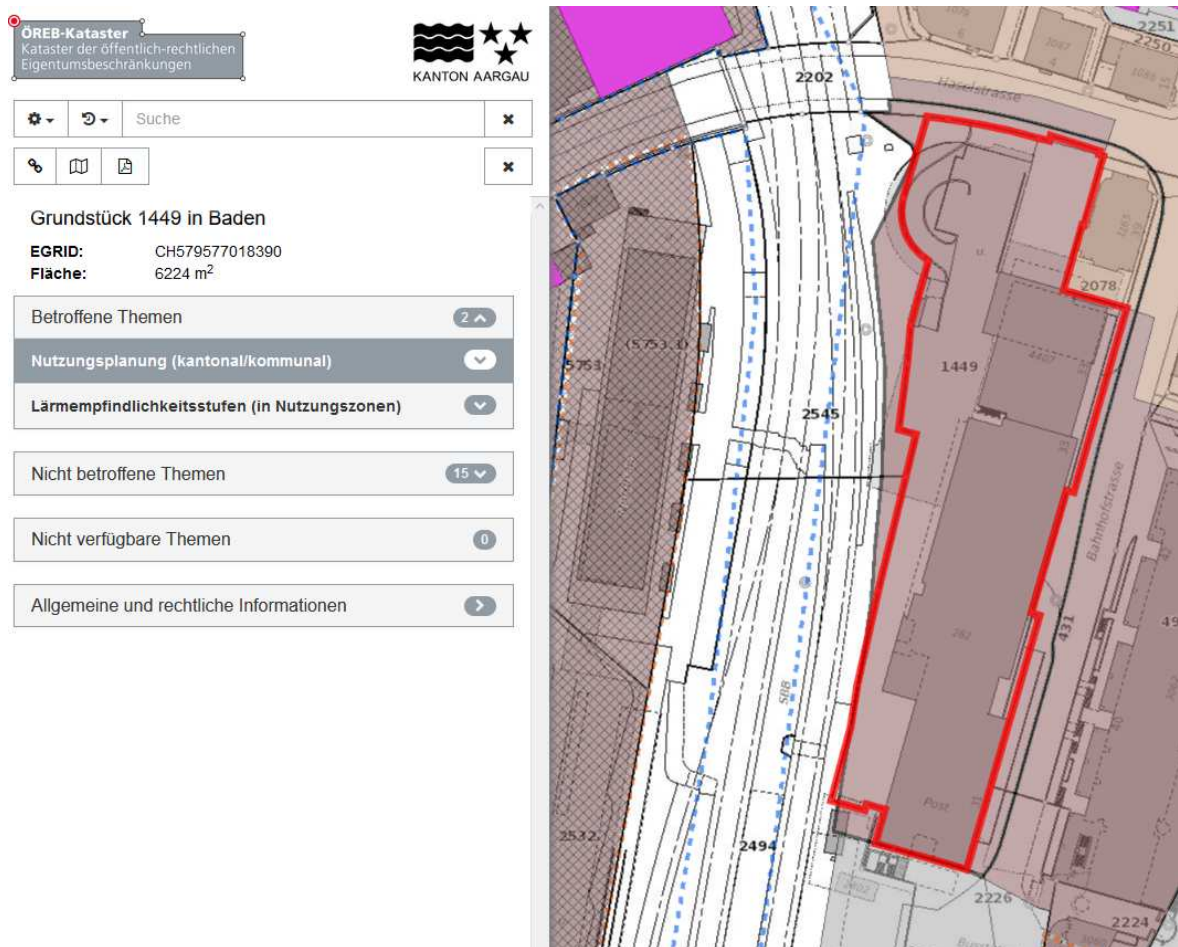 ÖREB-Kataster
Kataster der öffentlich-rechtlichen
Eigentumsbeschränkungen
KANTON AARGAU
Suche
Grundstück 1449 in Baden
EGRID: CH579577018390
Fläche: 6224 m²
Betroffene Themen 2
Nutzungsplanung (kantonal/kommunal)
Lärmempfindlichkeitsstufen (in Nutzungszonen)
Nicht betroffene Themen 15
Nicht verfügbare Themen 0
Allgemeine und rechtliche Informationen
2251
2250
2202
Haselstrasse
2078
(5753.1)
5753
1449
2545
Bahnhofstrasse
431
SBB
Post
2532
2494
2226
2224